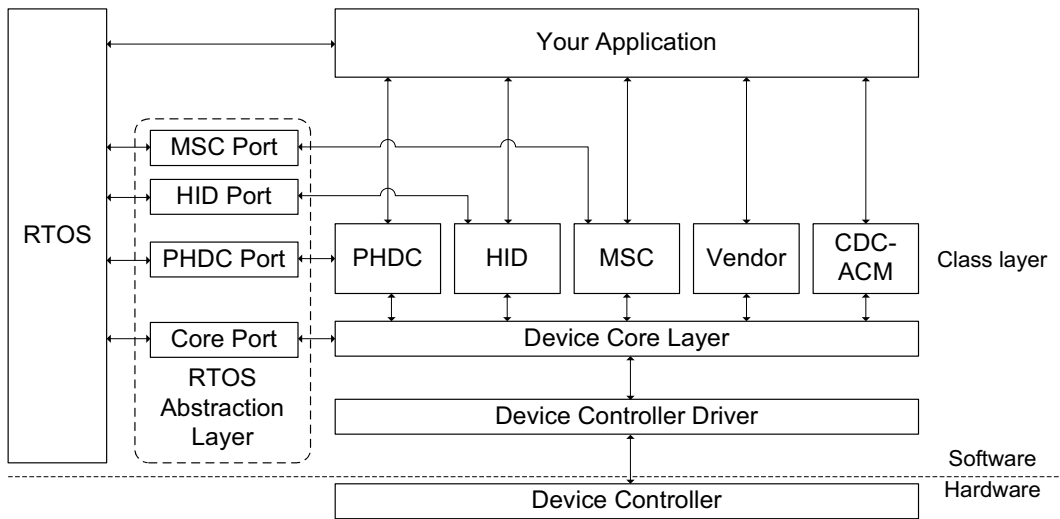 Your Application
MSC Port
HID Port
RTOS
PHDC Port
PHDC
HID
MSC
Vendor
CDC-
ACM
Class layer
Core Port
Device Core Layer
RTOS
Abstraction
Layer
Device Controller Driver
Software
Hardware
Device Controller